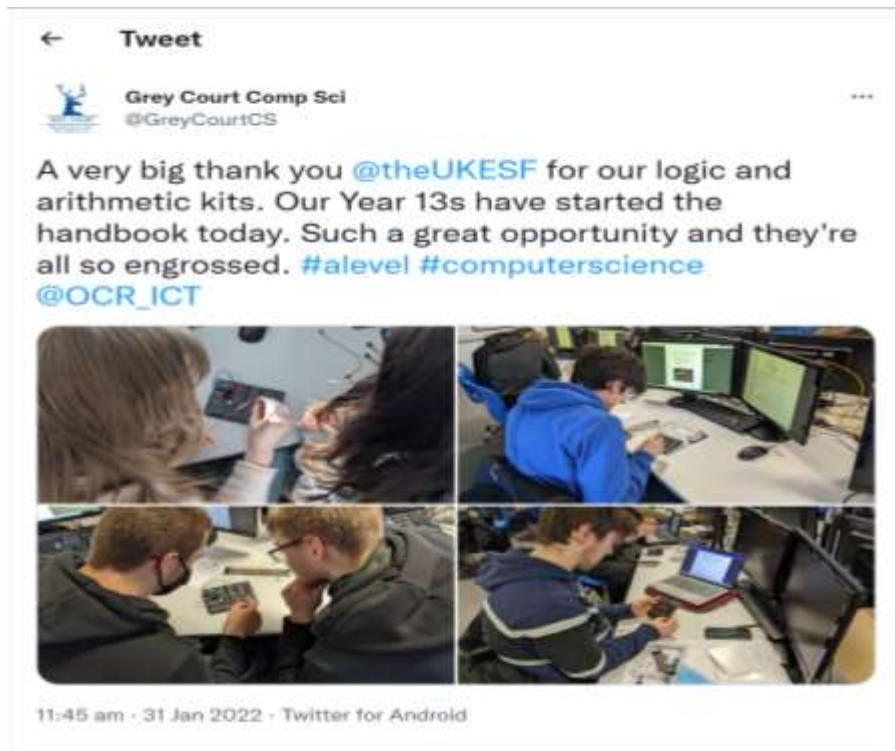 ← Tweet
Grey Court Comp Sci
@GreyCourtCS
A very big thank you @theUKESF for our logic and
arithmetic kits. Our Year 13s have started the
handbook today. Such a great opportunity and they're
all so engrossed. #alevel #computerscience
@OCR_ICT
11:45 am · 31 Jan 2022 · Twitter for Android